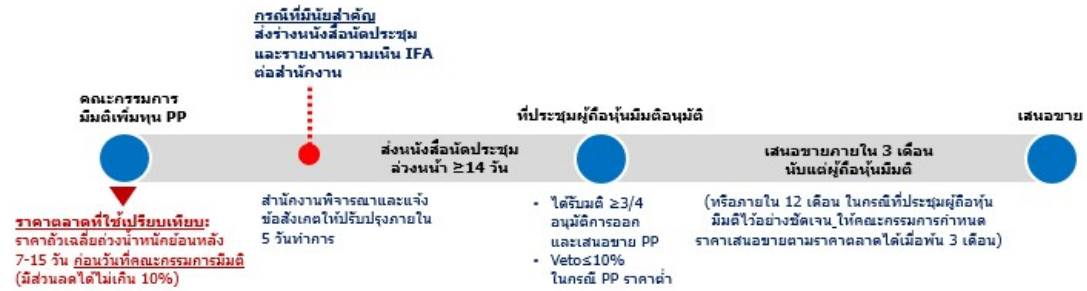 กรณีที่มีนัยสำคัญ
ส่งร่างหนังสือนัดประชุม
และรายงานความเห็น IFA
ต่อสำนักงาน
คณะกรรมการ
มีมติเพิ่มทุน PP
ที่ประชุมผู้ถือหุ้นมีมติอนุมัติ
เสนอขาย
ส่งหนังสือนัดประชุม
ล่วงหน้า ≥14 วัน
เสนอขายภายใน 3 เดือน
นับแต่ผู้ถือหุ้นมีมติ
ราคาตลาดที่ใช้เปรียบเทียบ:
ราคาถัวเฉลี่ยถ่วงน้ำหนักย้อนหลัง
7-15 วัน ก่อนวันที่คณะกรรมการมีมติ
(มีส่วนลดได้ไม่เกิน 10%)
สำนักงานพิจารณาและแจ้ง
ข้อสังเกตให้ปรับปรุงภายใน
5 วันทำการ
• ได้รับมติ ≥3/4
อนุมัติการออก
และเสนอขาย PP
• Veto≤10%
ในกรณี PP ราคาต่ำ
(หรือภายใน 12 เดือน ในกรณีที่ประชุมผู้ถือหุ้น
มีมติไว้อย่างชัดเจน ให้คณะกรรมการกำหนด
ราคาเสนอขายตามราคาตลาดได้เมื่อพ้น 3 เดือน)